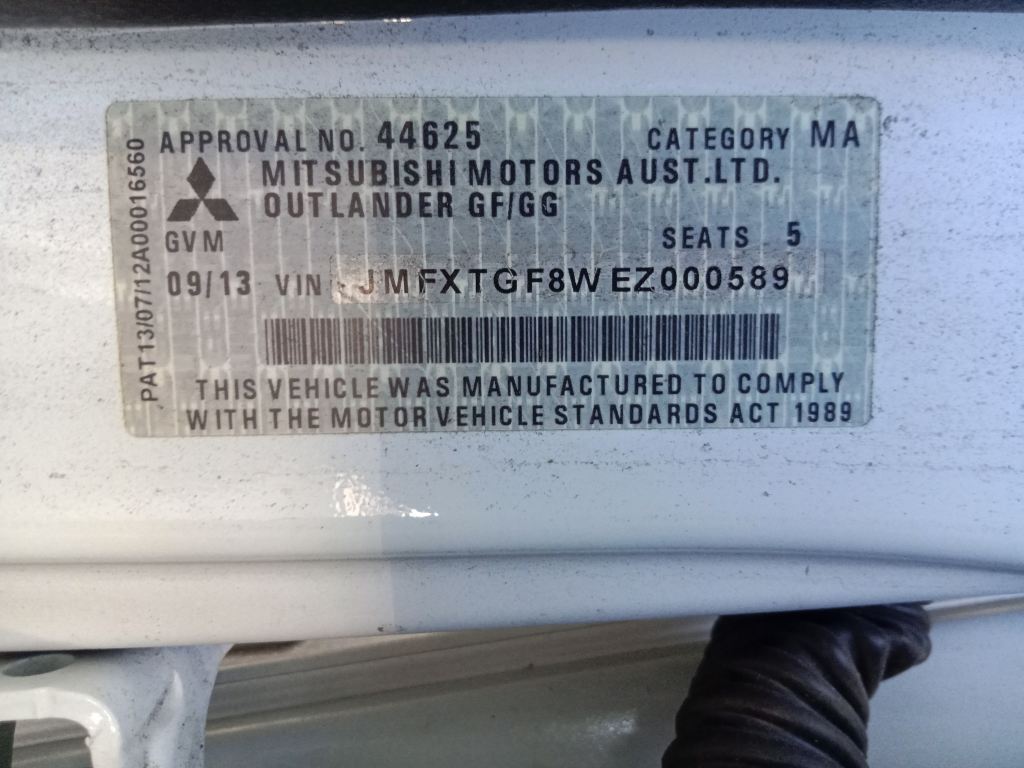 APPROVAL NO. 44625 CATEGORY MA
MITSUBISHI MOTORS AUST.LTD.
OUTLANDER GF/GG
GVM SEATS 5
09/13 VIN JMFXTGF8WEZ000589
THIS VEHICLE WAS MANUFACTURED TO COMPLY
WITH THE MOTOR VEHICLE STANDARDS ACT 1989
PAT13/07/12A00016560